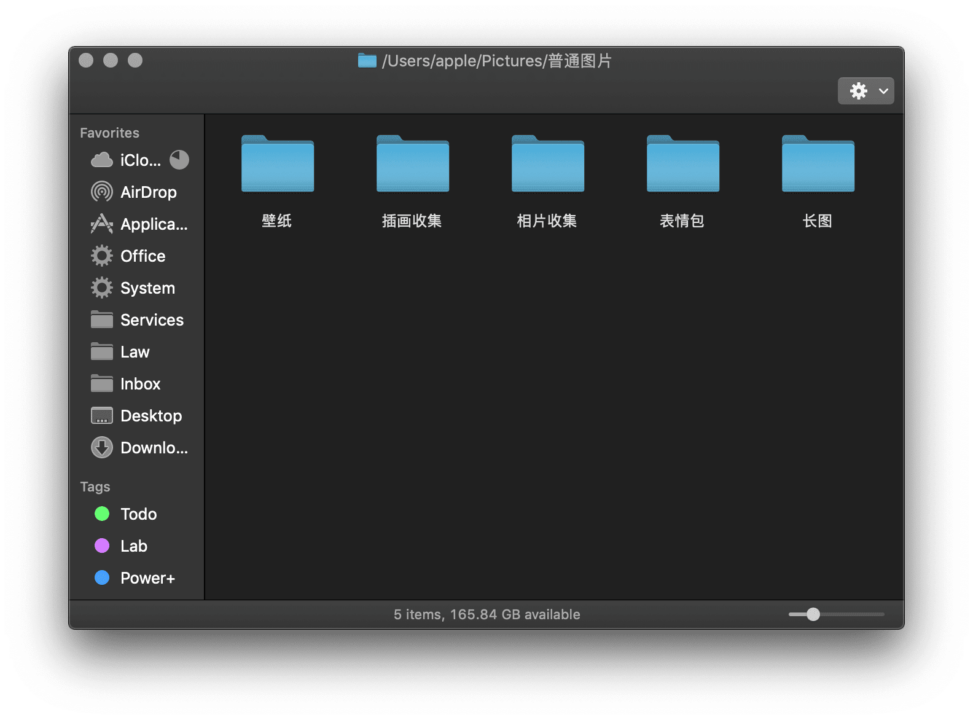 /Users/apple/Pictures/普通图片
Favorites
iClo...
AirDrop
Applica...
Office
System
Services
Law
Inbox
Desktop
Downlo...
Tags
Todo
Lab
Power+
壁纸
插画收集
相片收集
表情包
长图
5 items, 165.84 GB available